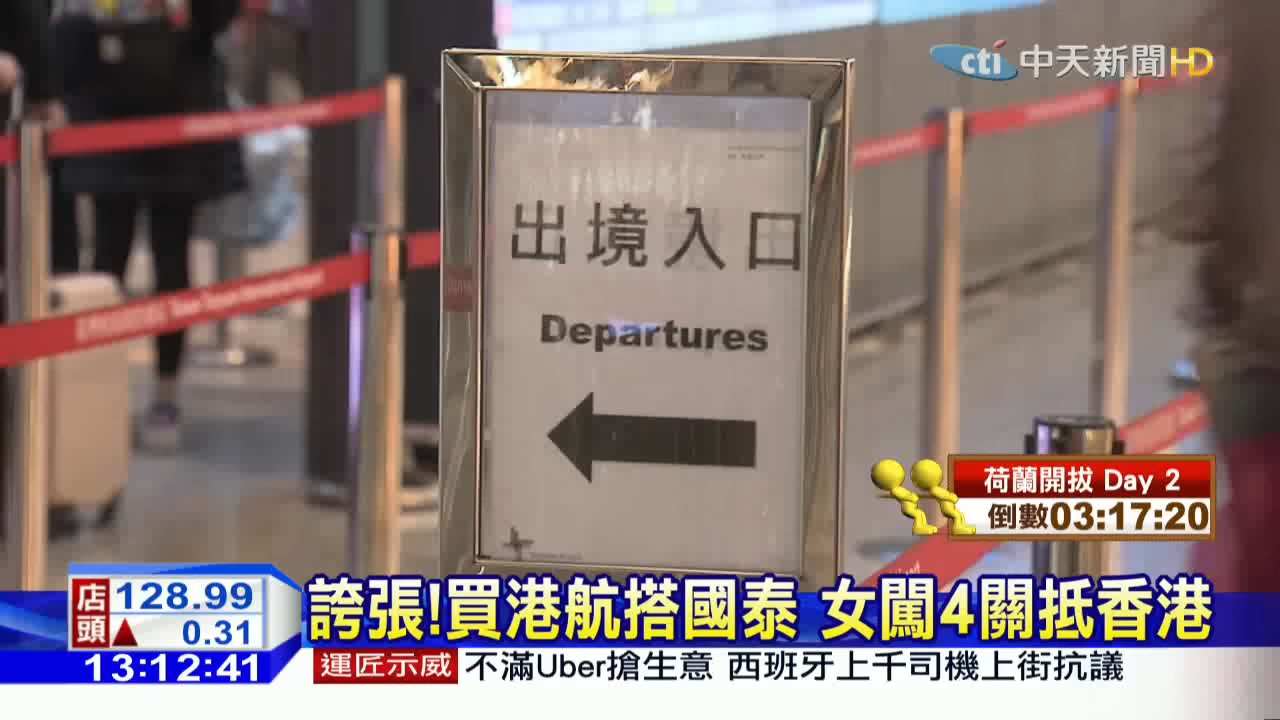 cti 中天新聞HD
出境入口
Departures
荷蘭開拔 Day 2
倒數03:17:20
店頭 128.99
▲ 0.31
13:12:41
誇張!買港航搭國泰 女闖4關抵香港
運匠示威 不滿Uber搶生意 西班牙上千司機上街抗議